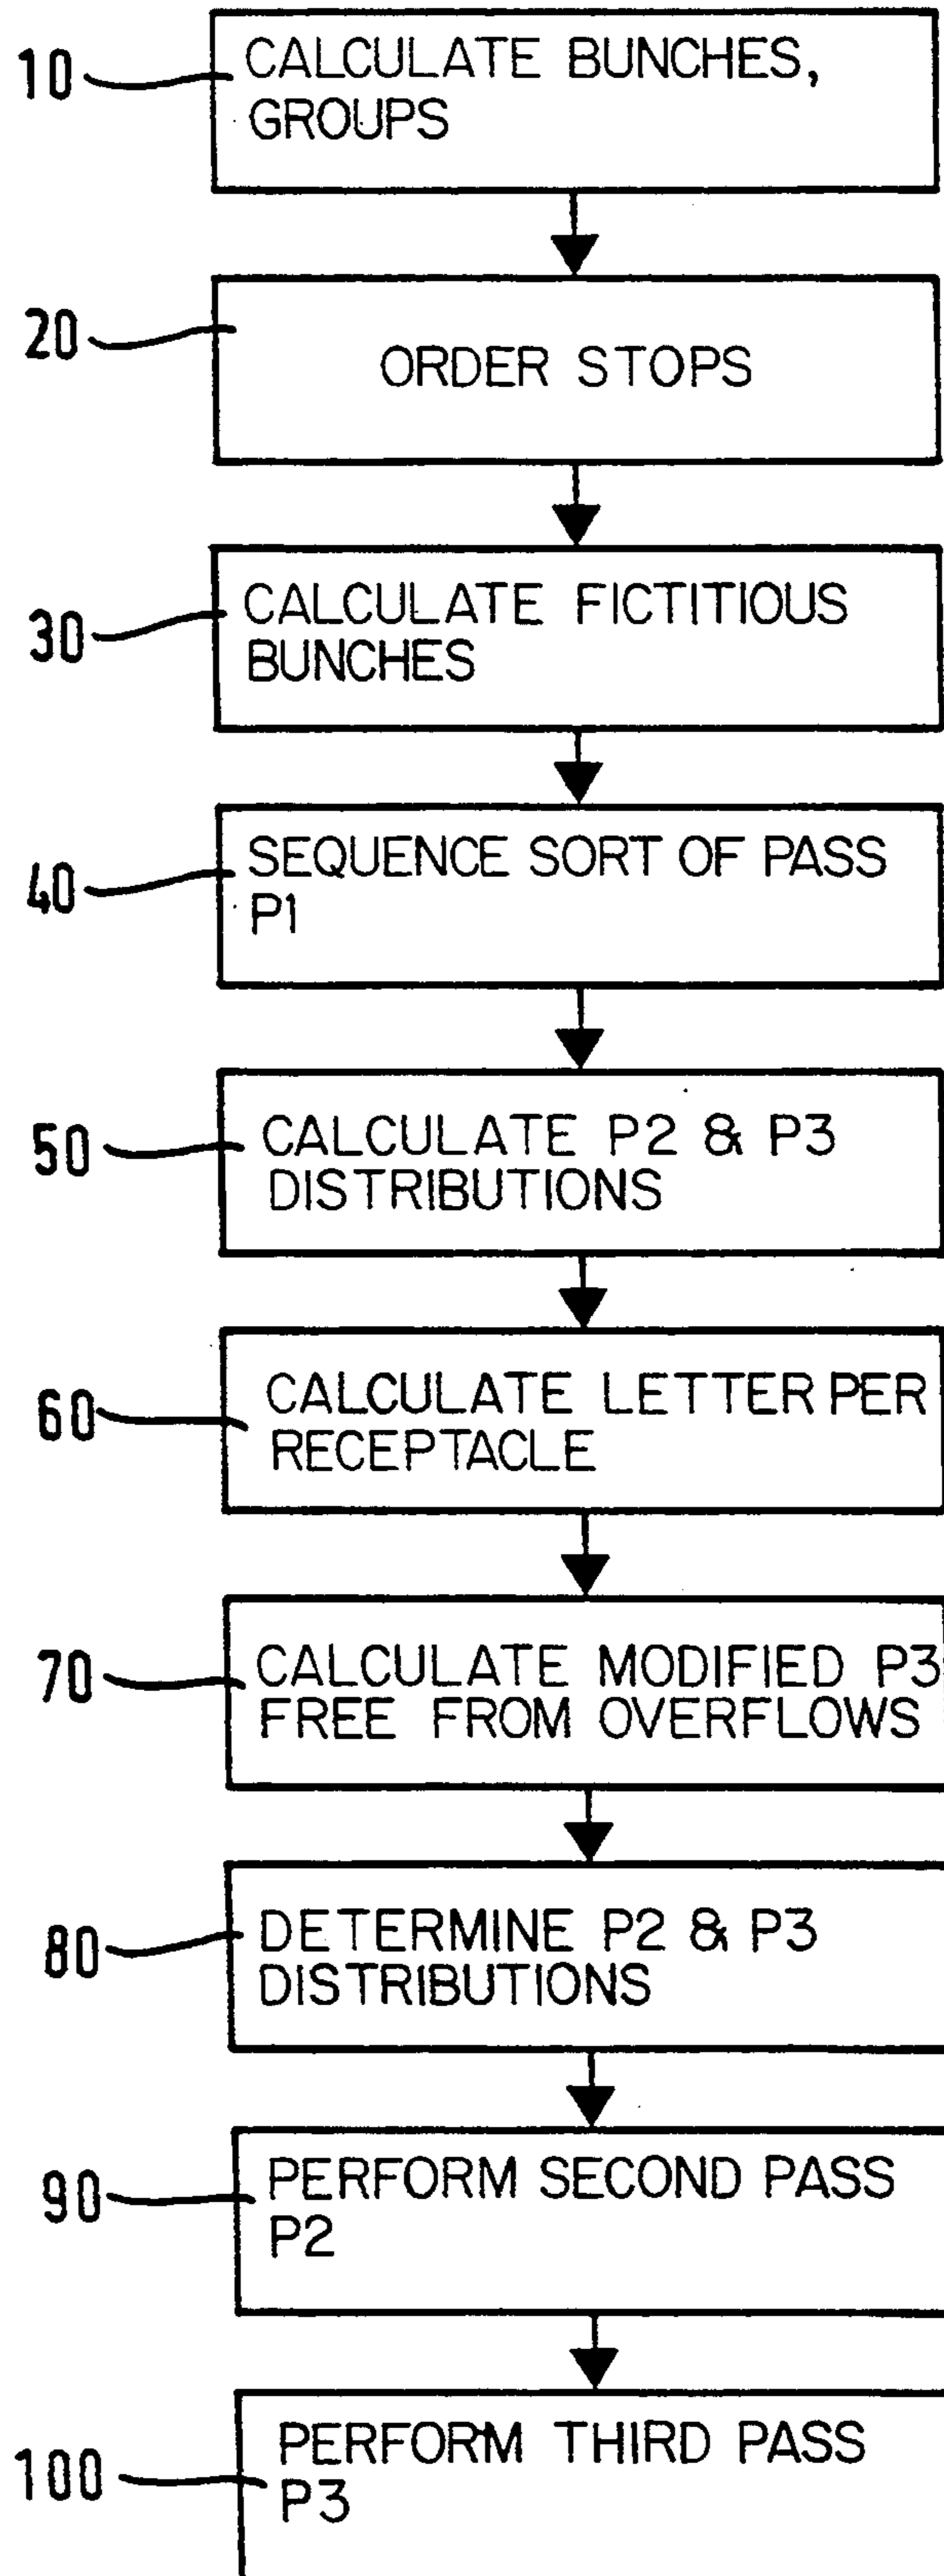 10
CALCULATE BUNCHES,
GROUPS
20
ORDER STOPS
30
CALCULATE FICTITIOUS
BUNCHES
40
SEQUENCE SORT OF PASS
P1
50
CALCULATE P2 & P3
DISTRIBUTIONS
60
CALCULATE LETTER PER
RECEPTACLE
70
CALCULATE MODIFIED P3
FREE FROM OVERFLOWS
80
DETERMINE P2 & P3
DISTRIBUTIONS
90
PERFORM SECOND PASS
P2
100
PERFORM THIRD PASS
P3